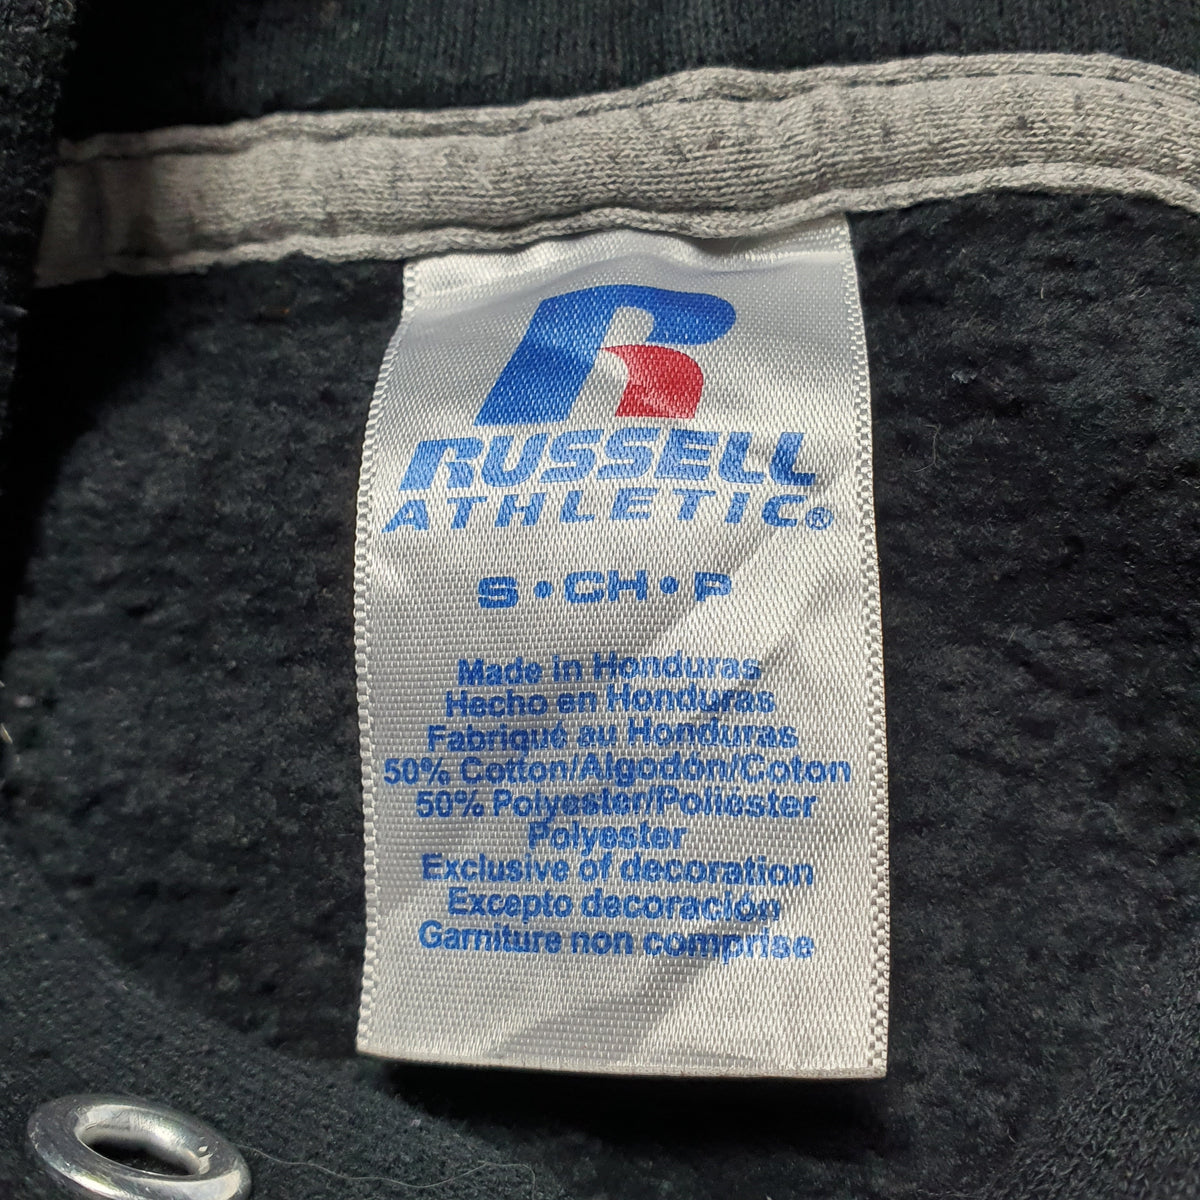 R
RUSSELL
ATHLETIC®
S•CH•P
Made in Honduras
Hecho en Honduras
Fabriqué au Honduras
50% Cotton/Algodón/Coton
50% Polyester/Poliéster
Polyester
Exclusive of decoration
Excepto decoración
Garniture non comprise